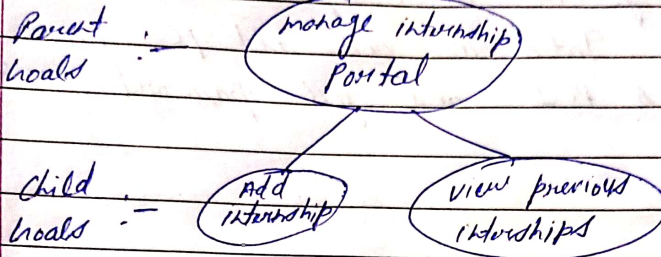 Parent :- manage internship
Goals Portal
Child :- Add view previous
Goals internship internships